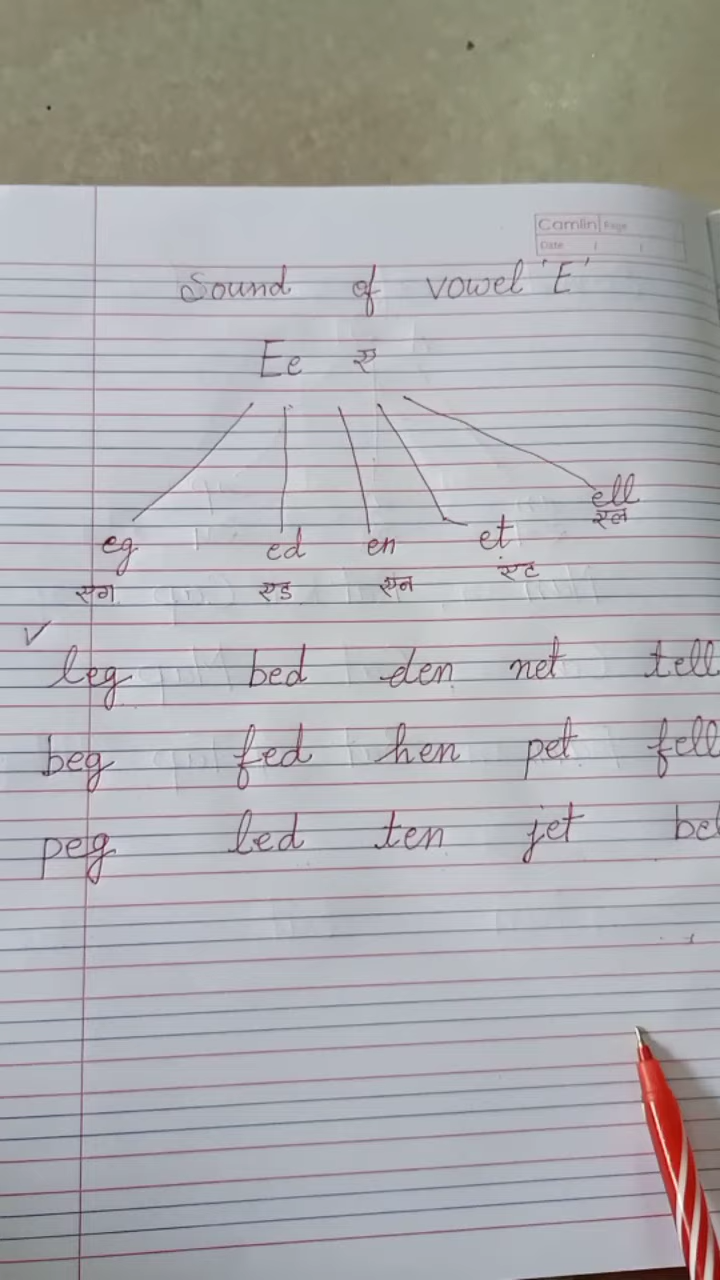 Camlin Page
Date / /
Sound of vowel 'E'
Ee ए
eg ed en et ell
एग एड एन एट एल
leg bed den net tell
beg fed hen pet fell
peg led ten jet